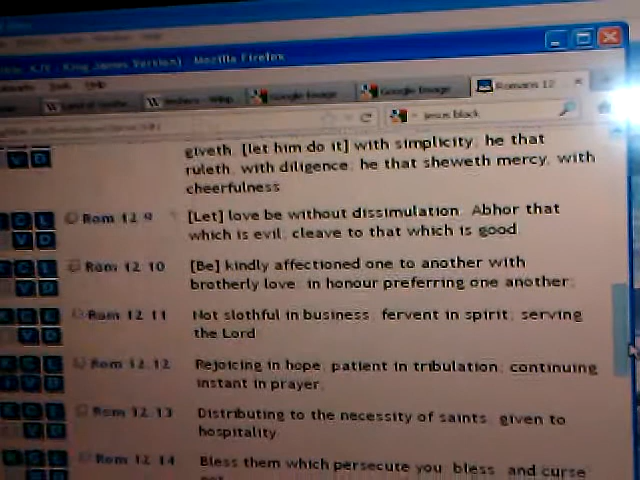 King James Version) - Mozilla Firefox
Google Image
Google Image
Romans 12
jesus black
giveth, [let him do it] with simplicity; he that
ruleth, with diligence; he that sheweth mercy, with
cheerfulness
Rom 12:9 [Let] love be without dissimulation. Abhor that
which is evil; cleave to that which is good.
Rom 12:10 [Be] kindly affectioned one to another with
brotherly love; in honour preferring one another;
Rom 12:11 Not slothful in business; fervent in spirit; serving
the Lord
Rom 12:12 Rejoicing in hope; patient in tribulation; continuing
instant in prayer;
Rom 12:13 Distributing to the necessity of saints; given to
hospitality.
Rom 12:14 Bless them which persecute you: bless, and curse